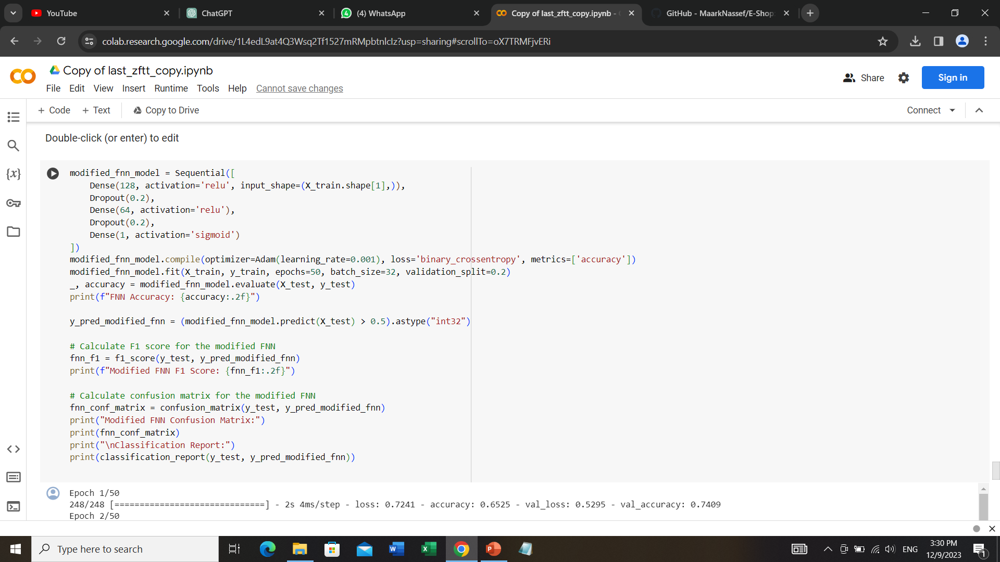 YouTube
ChatGPT
(4) WhatsApp
Copy of last_zftt_copy.ipynb -
GitHub - MaarkNassef/E-Shop
colab.research.google.com/drive/1L4edL9at4Q3Wsq2Tf1527mRMpbtnlcIz?usp=sharing#scrollTo=oX7TRMFjvERi
Copy of last_zftt_copy.ipynb
File Edit View Insert Runtime Tools Help Cannot save changes
Share
Sign in
+ Code + Text Copy to Drive
Connect
Double-click (or enter) to edit
modified_fnn_model = Sequential([
    Dense(128, activation='relu', input_shape=(X_train.shape[1],)),
    Dropout(0.2),
    Dense(64, activation='relu'),
    Dropout(0.2),
    Dense(1, activation='sigmoid')
])
modified_fnn_model.compile(optimizer=Adam(learning_rate=0.001), loss='binary_crossentropy', metrics=['accuracy'])
modified_fnn_model.fit(X_train, y_train, epochs=50, batch_size=32, validation_split=0.2)
_, accuracy = modified_fnn_model.evaluate(X_test, y_test)
print(f"FNN Accuracy: {accuracy:.2f}")
y_pred_modified_fnn = (modified_fnn_model.predict(X_test) > 0.5).astype("int32")
# Calculate F1 score for the modified FNN
fnn_f1 = f1_score(y_test, y_pred_modified_fnn)
print(f"Modified FNN F1 Score: {fnn_f1:.2f}")
# Calculate confusion matrix for the modified FNN
fnn_conf_matrix = confusion_matrix(y_test, y_pred_modified_fnn)
print("Modified FNN Confusion Matrix:")
print(fnn_conf_matrix)
print("\nClassification Report:")
print(classification_report(y_test, y_pred_modified_fnn))
Epoch 1/50
248/248 [==============================] - 2s 4ms/step - loss: 0.7241 - accuracy: 0.6525 - val_loss: 0.5295 - val_accuracy: 0.7409
Epoch 2/50
Type here to search
ENG
3:30 PM
12/9/2023
1